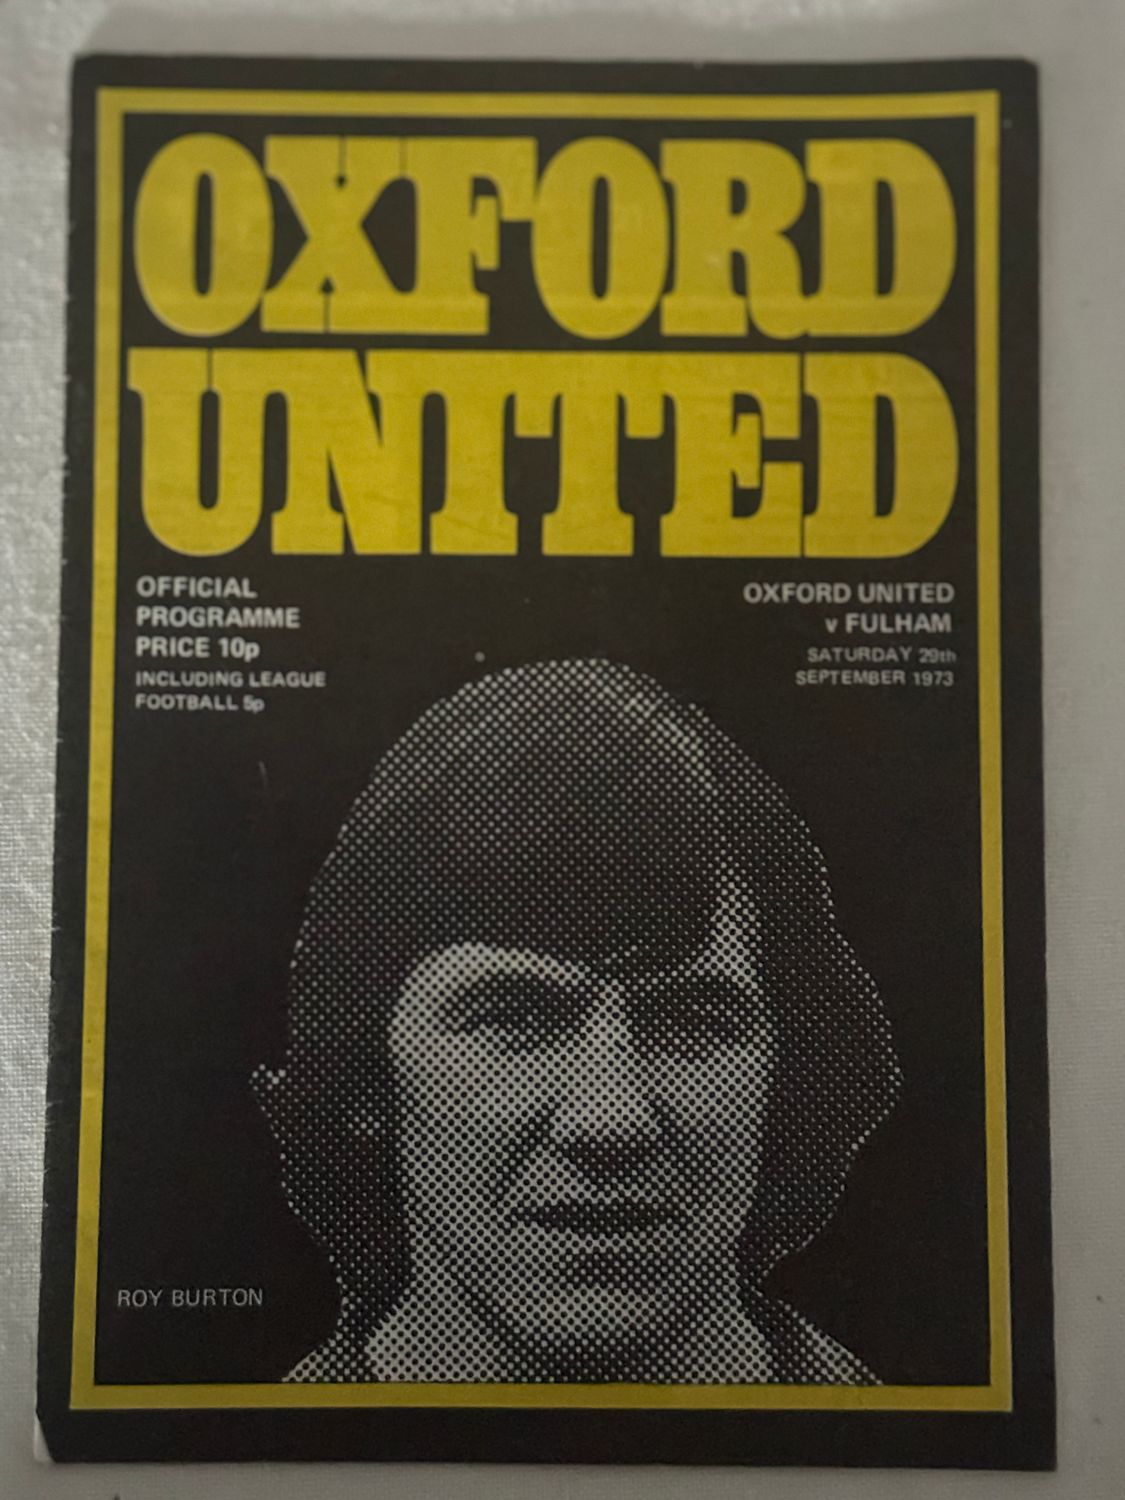 OXFORD
UNITED
OFFICIAL
PROGRAMME
PRICE 10p
INCLUDING LEAGUE
FOOTBALL 5p
OXFORD UNITED
v FULHAM
SATURDAY 29th
SEPTEMBER 1973
ROY BURTON